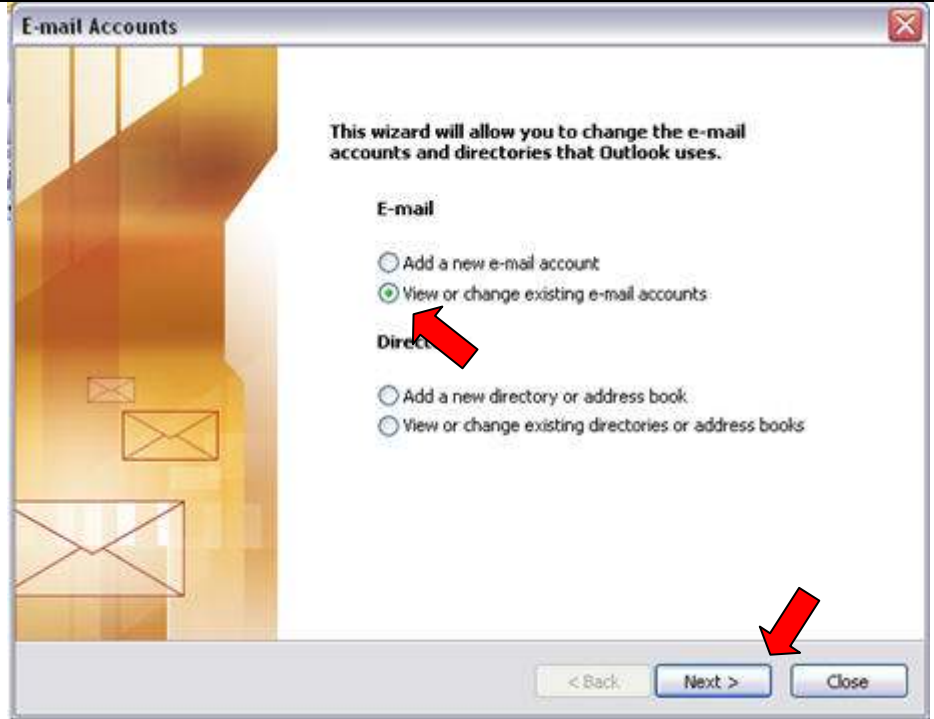 E-mail Accounts
This wizard will allow you to change the e-mail
accounts and directories that Outlook uses.
E-mail
Add a new e-mail account
View or change existing e-mail accounts
Add a new directory or address book
View or change existing directories or address books
< Back
Next >
Close